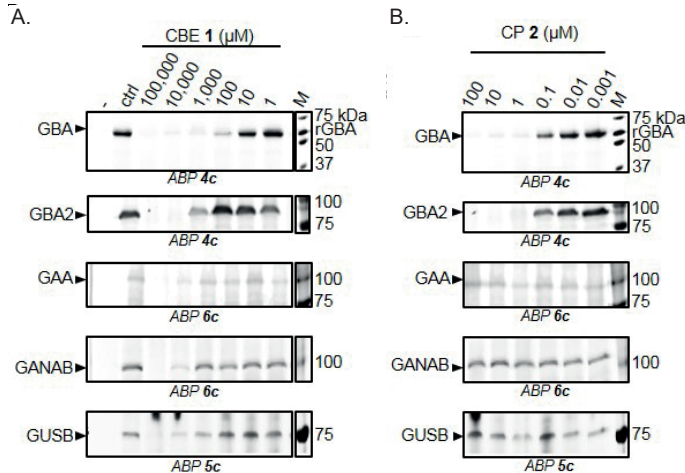 A.
CBE 1 (µM)
- ctrl 100,000 10,000 1,000 100 10 1 M
GBA
75 kDa
rGBA
50
37
ABP 4c
GBA2
100
75
ABP 4c
GAA
100
75
ABP 6c
GANAB
100
ABP 6c
GUSB
75
ABP 5c
B.
CP 2 (µM)
100 10 1 0.1 0.01 0.001 M
GBA
75 kDa
rGBA
50
37
ABP 4c
GBA2
100
75
ABP 4c
GAA
100
75
ABP 6c
GANAB
100
ABP 6c
GUSB
75
ABP 5c